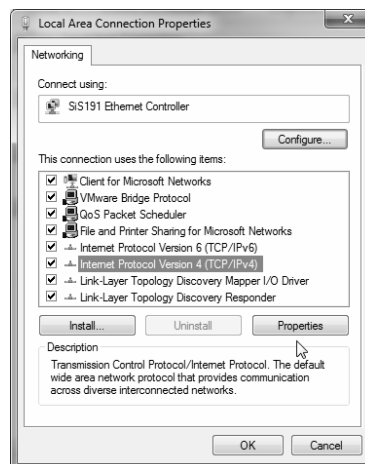 Local Area Connection Properties
Networking
Connect using:
SiS191 Ethernet Controller
Configure...
This connection uses the following items:
Client for Microsoft Networks
VMware Bridge Protocol
QoS Packet Scheduler
File and Printer Sharing for Microsoft Networks
Internet Protocol Version 6 (TCP/IPv6)
Internet Protocol Version 4 (TCP/IPv4)
Link-Layer Topology Discovery Mapper I/O Driver
Link-Layer Topology Discovery Responder
Install... Uninstall Properties
Description
Transmission Control Protocol/Internet Protocol. The default
wide area network protocol that provides communication
across diverse interconnected networks.
OK Cancel